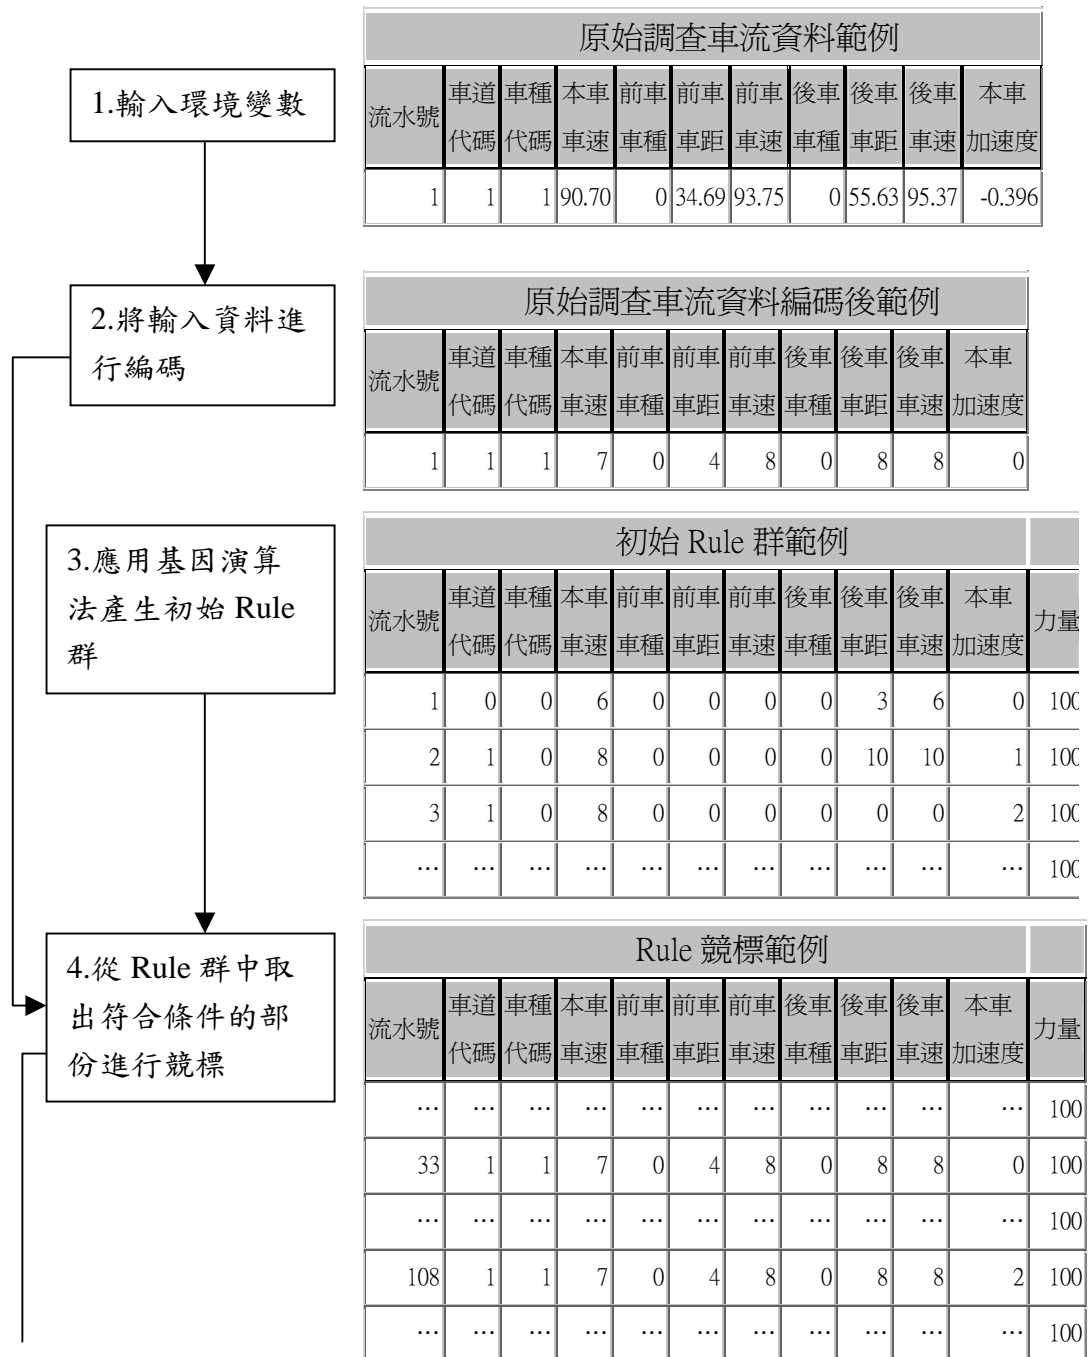 原始調查車流資料範例
1.輸入環境變數
流水號 車道代碼 車種代碼 本車車速 前車車種 前車車距 前車車速 後車車種 後車車距 後車車速 本車加速度
1 1 1 90.70 0 34.69 93.75 0 55.63 95.37 -0.396
2.將輸入資料進
行編碼
原始調查車流資料編碼後範例
流水號 車道代碼 車種代碼 本車車速 前車車種 前車車距 前車車速 後車車種 後車車距 後車車速 本車加速度
1 1 1 7 0 4 8 0 8 8 0
3.應用基因演算
法產生初始 Rule
群
初始 Rule 群範例
流水號 車道代碼 車種代碼 本車車速 前車車種 前車車距 前車車速 後車車種 後車車距 後車車速 本車加速度 力量
1 0 0 6 0 0 0 0 3 6 0 100
2 1 0 8 0 0 0 0 10 10 1 100
3 1 0 8 0 0 0 0 0 0 2 100
… … … … … … … … … … … 100
4.從 Rule 群中取
出符合條件的部
份進行競標
Rule 競標範例
流水號 車道代碼 車種代碼 本車車速 前車車種 前車車距 前車車速 後車車種 後車車距 後車車速 本車加速度 力量
… … … … … … … … … … … 100
33 1 1 7 0 4 8 0 8 8 0 100
… … … … … … … … … … … 100
108 1 1 7 0 4 8 0 8 8 2 100
… … … … … … … … … … … 100